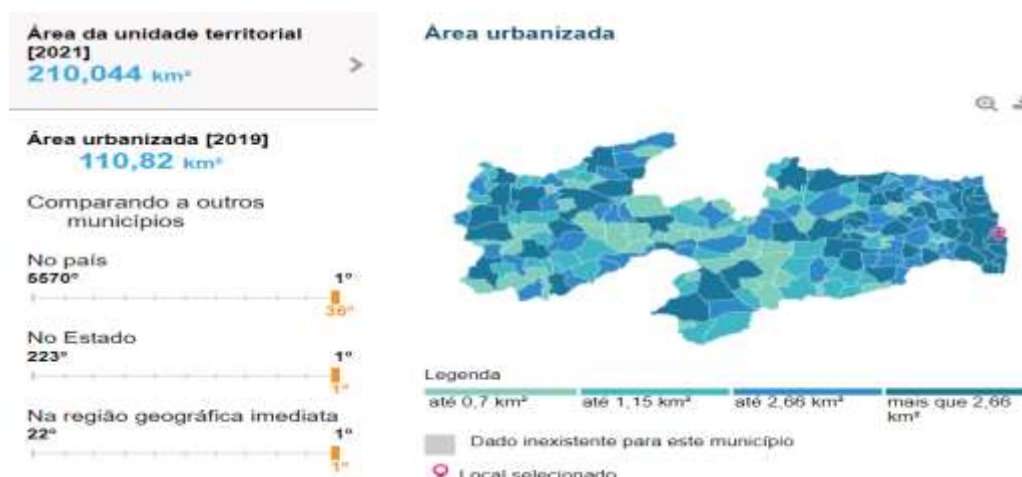 Área da unidade territorial
[2021]
210,044 km²
>
Área urbanizada [2019]
110,82 km²
Comparando a outros
municípios
No país
5570º 1º
36º
No Estado
223º 1º
1º
Na região geográfica imediata
22º 1º
1º
Área urbanizada
Legenda
até 0,7 km² até 1,15 km² até 2,66 km² mais que 2,66
km²
Dado inexistente para este município
Local selecionado